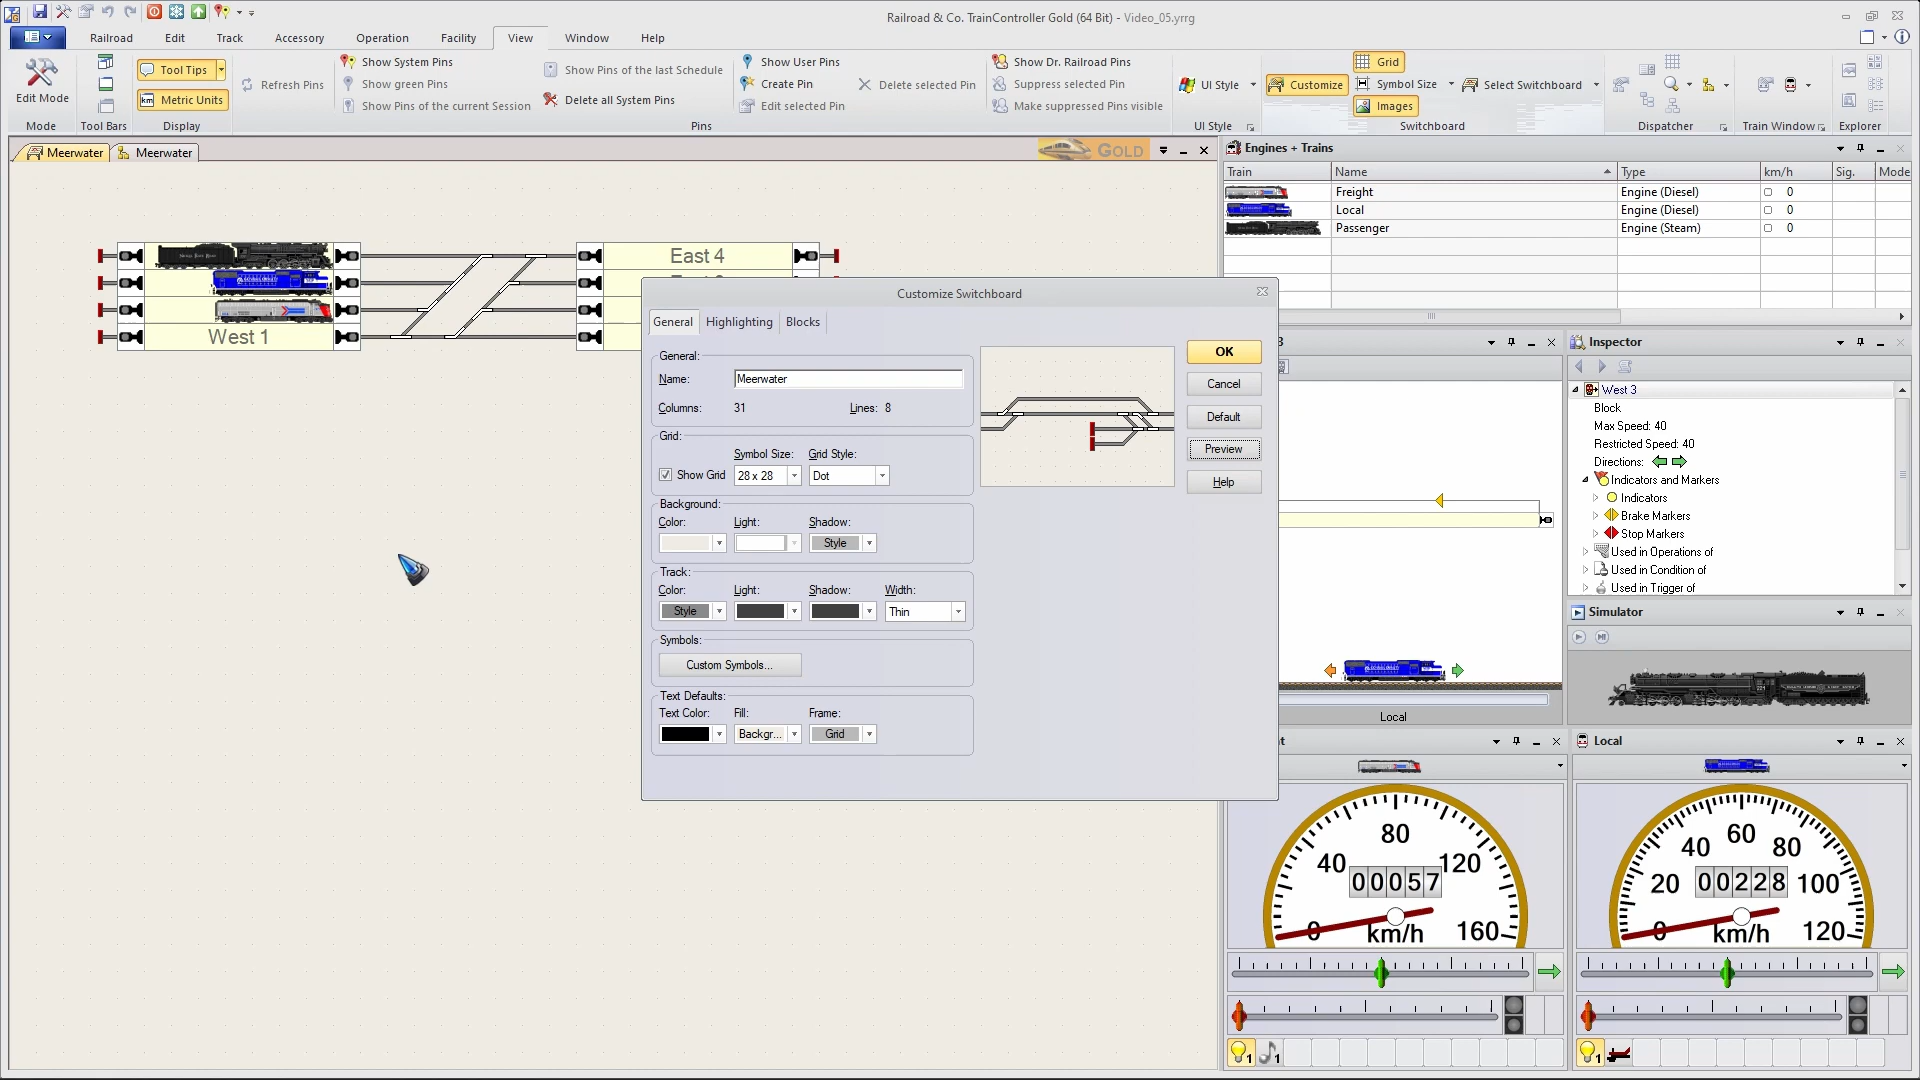 Railroad & Co. TrainController Gold (64 Bit) - Video_05.yrrg
Railroad Edit Track Accessory Operation Facility View Window Help
Edit Mode
Mode
Tool Bars
Tool Tips
Metric Units
Display
Refresh Pins
Show System Pins
Show green Pins
Show Pins of the current Session
Show Pins of the last Schedule
Delete all System Pins
Show User Pins
Create Pin
Edit selected Pin
Delete selected Pin
Show Dr. Railroad Pins
Suppress selected Pin
Make suppressed Pins visible
Pins
UI Style
UI Style
Customize
Grid
Symbol Size
Images
Select Switchboard
Switchboard
Dispatcher
Train Window
Explorer
Meerwater
Meerwater
GOLD
East 4
West 1
Engines + Trains
Train Name Type km/h Sig. Mode
Freight Engine (Diesel) 0
Local Engine (Diesel) 0
Passenger Engine (Steam) 0
Customize Switchboard
General Highlighting Blocks
General:
Name: Meerwater
Columns: 31 Lines: 8
Grid:
Symbol Size: Grid Style:
Show Grid 28 x 28 Dot
Background:
Color: Light: Shadow:
Style
Track:
Color: Light: Shadow: Width:
Style Thin
Symbols:
Custom Symbols...
Text Defaults:
Text Color: Fill: Frame:
Backgr... Grid
OK
Cancel
Default
Preview
Help
3
Inspector
West 3
Block
Max Speed: 40
Restricted Speed: 40
Directions:
Indicators and Markers
Indicators
Brake Markers
Stop Markers
Used in Operations of
Used in Condition of
Used in Trigger of
Simulator
Local
t
Local
0 40 80 120 160
00057
km/h
0 20 40 60 80 100 120
00228
km/h
1
1
1